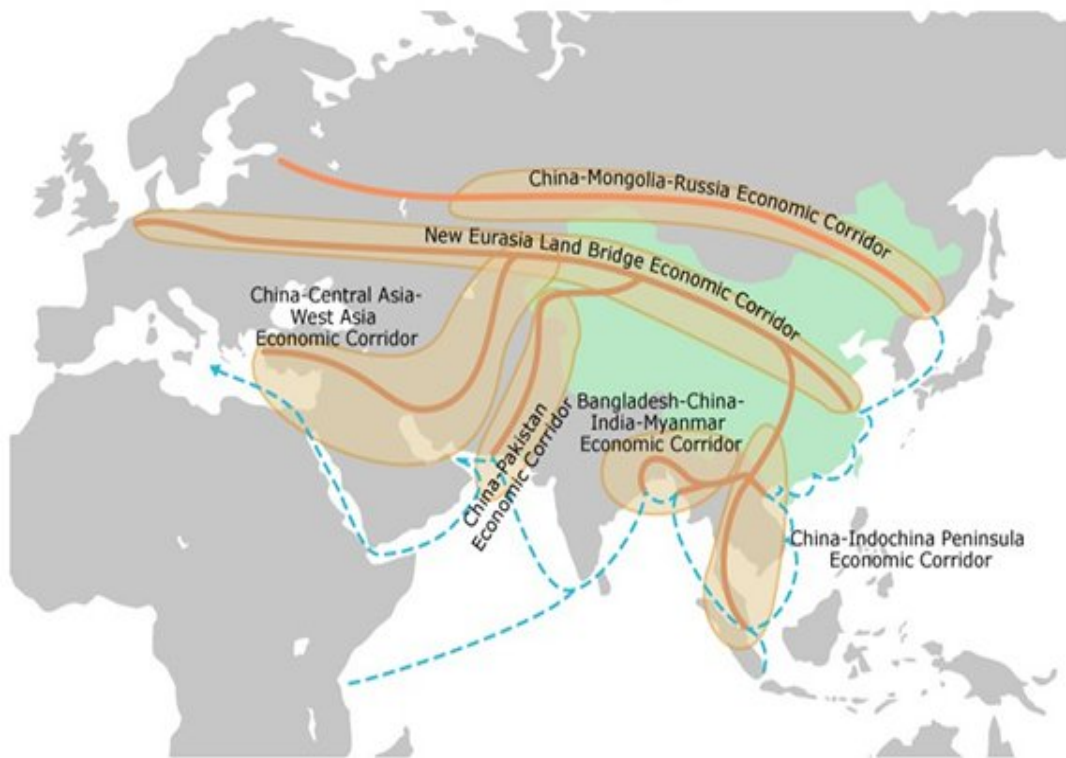 China-Mongolia-Russia Economic Corridor
New Eurasia Land Bridge Economic Corridor
China-Central Asia-
West Asia
Economic Corridor
China-Pakistan
Economic Corridor
Bangladesh-China-
India-Myanmar
Economic Corridor
China-Indochina Peninsula
Economic Corridor